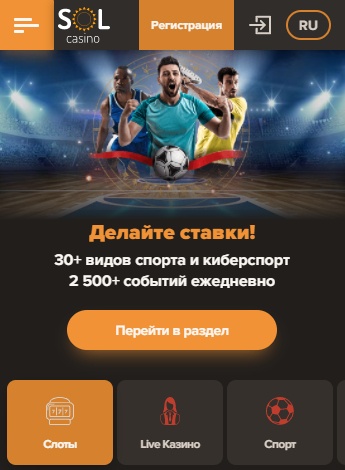 SOL
casino
Регистрация
RU
Делайте ставки!
30+ видов спорта и киберспорт
2 500+ событий ежедневно
Перейти в раздел
777
Слоты
Live Казино
Спорт